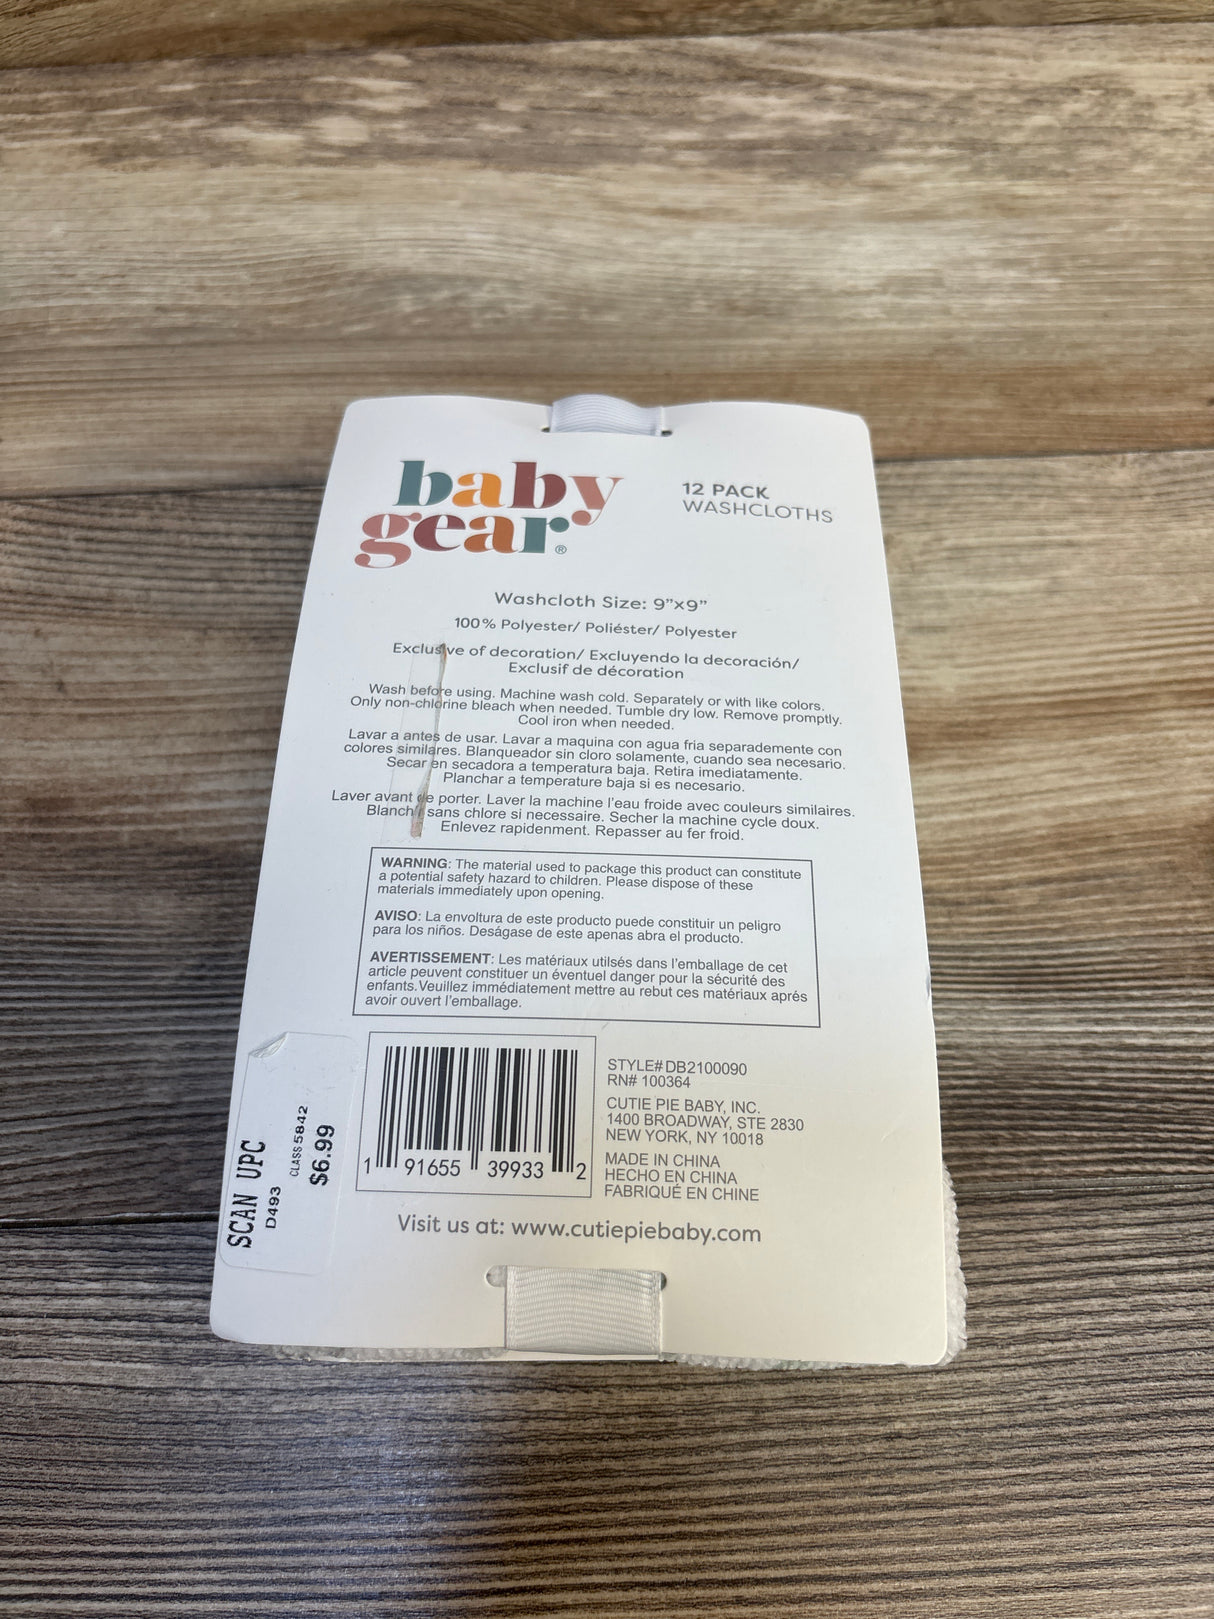 baby
gear®
12 PACK
WASHCLOTHS
Washcloth Size: 9”x9”
100% Polyester/ Poliéster/ Polyester
Exclusive of decoration/ Excluyendo la decoración/
Exclusif de décoration
Wash before using. Machine wash cold. Separately or with like colors.
Only non-chlorine bleach when needed. Tumble dry low. Remove promptly.
Cool iron when needed.
Lavar a antes de usar. Lavar a maquina con agua fria separademente con
colores similares. Blanqueador sin cloro solamente, cuando sea necesario.
Secar en secadora a temperatura baja. Retira imediatamente.
Planchar a temperature baja si es necesario.
Laver avant de porter. Laver la machine l’eau froide avec couleurs similaires.
Blanchir sans chlore si necessaire. Secher la machine cycle doux.
Enlevez rapidenment. Repasser au fer froid.
WARNING: The material used to package this product can constitute
a potential safety hazard to children. Please dispose of these
materials immediately upon opening.
AVISO: La envoltura de este producto puede constituir un peligro
para los niños. Deságase de este apenas abra el producto.
AVERTISSEMENT: Les matériaux utilsés dans l’emballage de cet
article peuvent constituer un éventuel danger pour la sécurité des
enfants.Veuillez immédiatement mettre au rebut ces matériaux aprés
avoir ouvert l’emballage.
SCAN UPC
D493
CLASS 5842
$6.99
1 91655 39933 2
STYLE# DB2100090
RN# 100364
CUTIE PIE BABY, INC.
1400 BROADWAY, STE 2830
NEW YORK, NY 10018
MADE IN CHINA
HECHO EN CHINA
FABRIQUÉ EN CHINE
Visit us at: www.cutiepiebaby.com